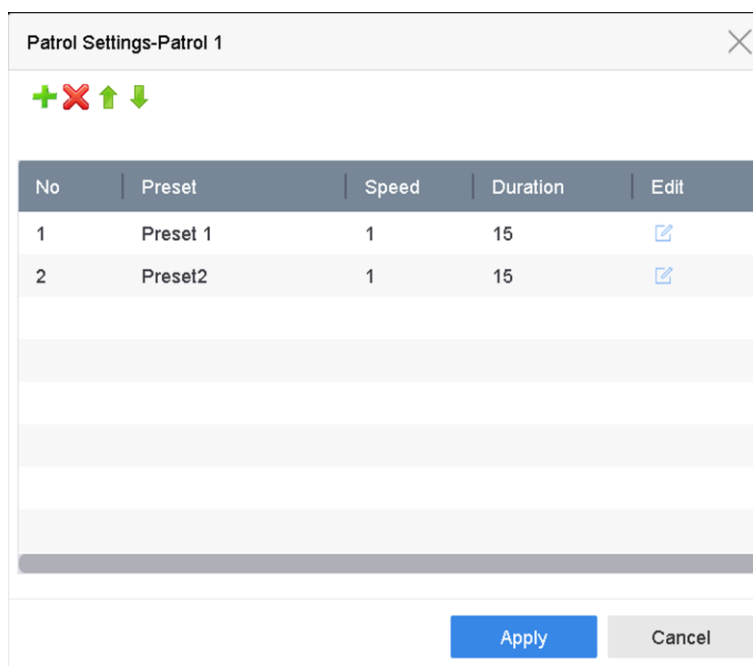 Patrol Settings-Patrol 1
No Preset Speed Duration Edit
1 Preset 1 1 15
2 Preset2 1 15
Apply Cancel